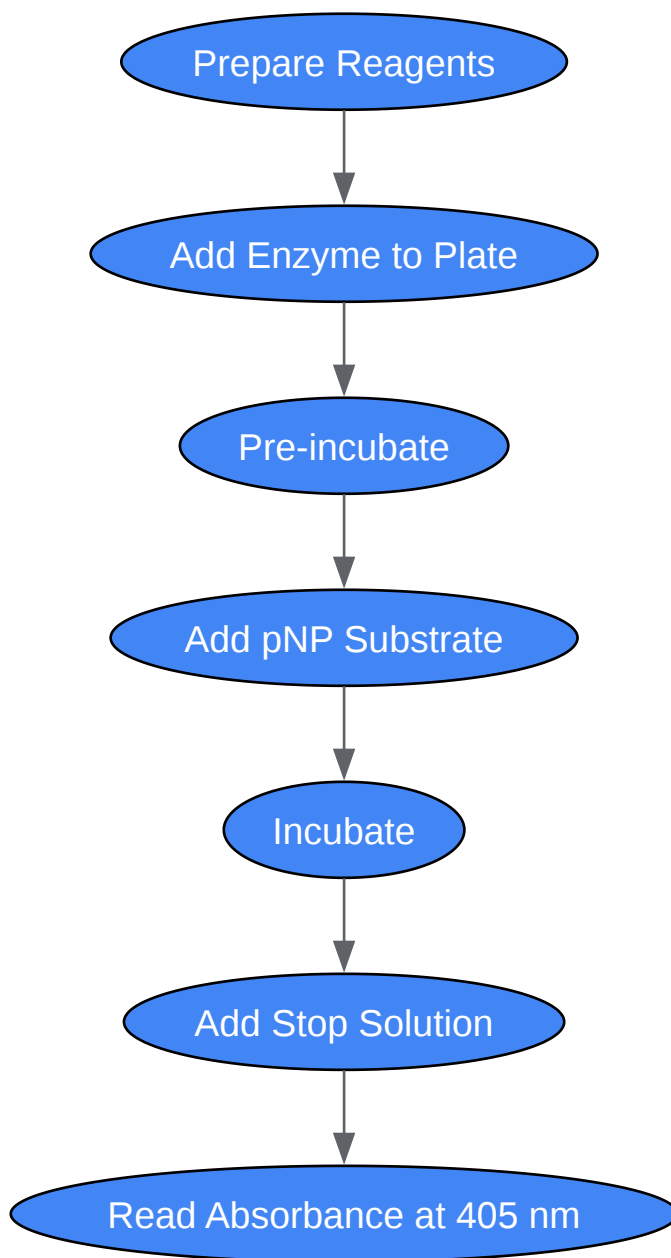 Prepare Reagents
Add Enzyme to Plate
Pre-incubate
Add pNP Substrate
Incubate
Add Stop Solution
Read Absorbance at 405 nm